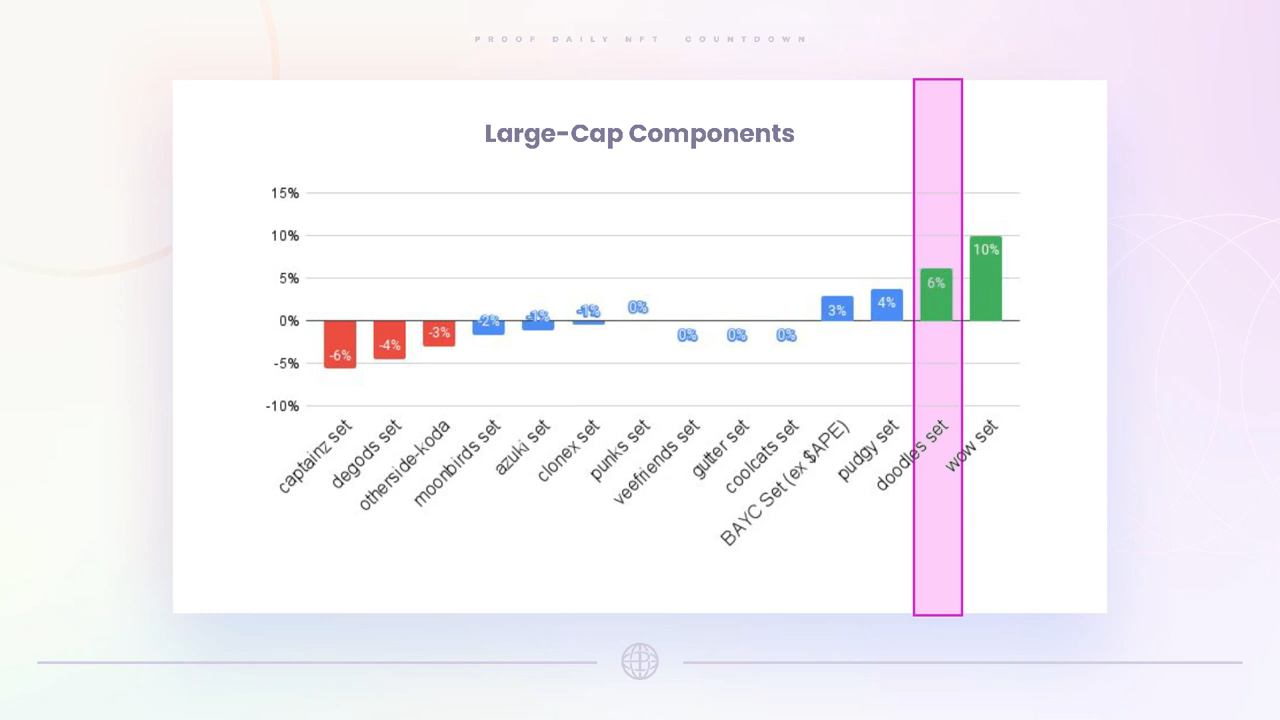 PROOF DAILY NFT COUNTDOWN
Large-Cap Components
15%
10%
5%
0%
-5%
-10%
-6%
-4%
-3%
-2%
-1%
-1%
0%
0%
0%
0%
3%
4%
6%
10%
captainz set
degods set
otherside-koda
moonbirds set
azuki set
clonex set
punks set
veefriends set
gutter set
coolcats set
BAYC Set (ex $APE)
pudgy set
doodles set
wow set